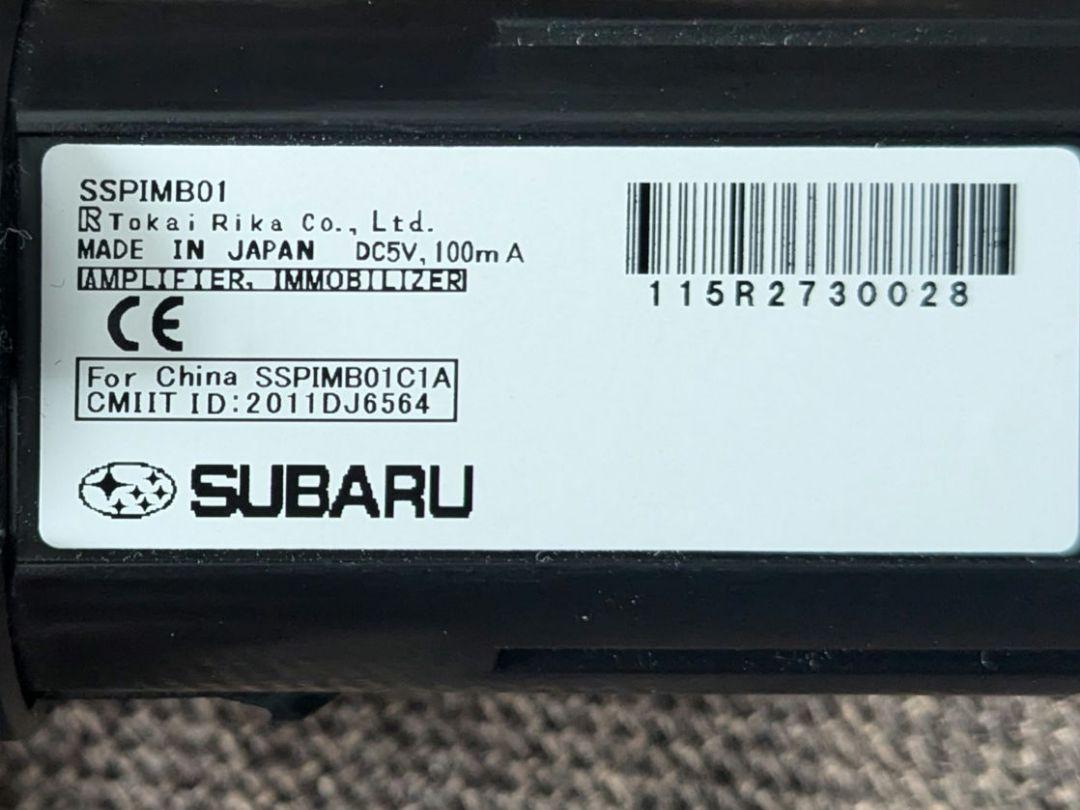 SSPIMB01
R Tokai Rika Co., Ltd.
MADE IN JAPAN DC5V, 100mA
AMPLIFIER, IMMOBILIZER
CE
For China SSPIMB01C1A
CMIIT ID:2011DJ6564
SUBARU
115R2730028